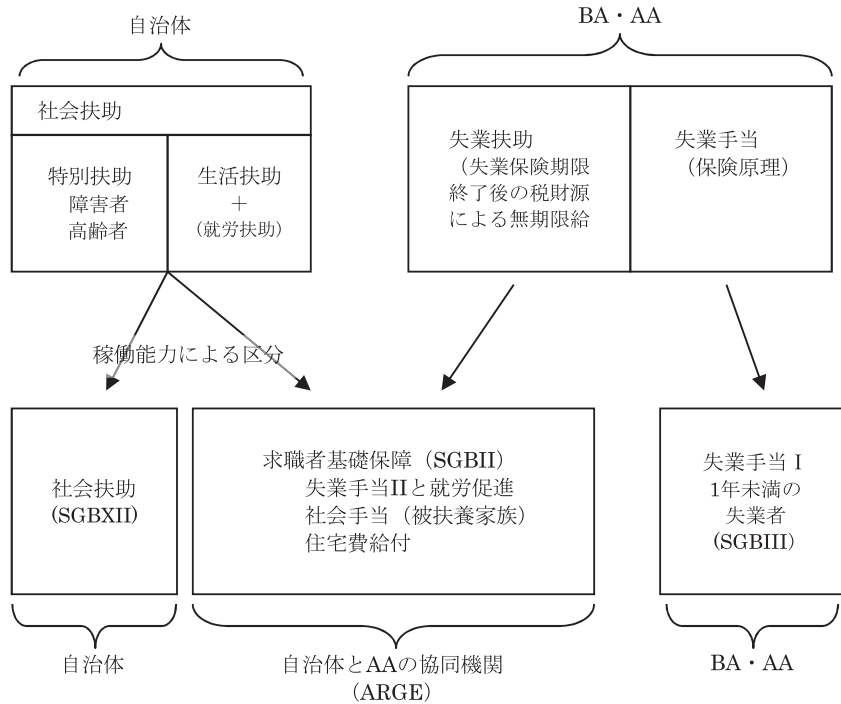 自治体
BA・AA
社会扶助
特別扶助
障害者
高齢者
生活扶助
＋
（就労扶助）
失業扶助
（失業保険期限
終了後の税財源
による無期限給
失業手当
（保険原理）
稼働能力による区分
社会扶助
(SGBXII)
求職者基礎保障（SGBII）
失業手当IIと就労促進
社会手当（被扶養家族）
住宅費給付
失業手当 I
1年未満の
失業者
(SGBIII）
自治体
自治体とAAの協同機関
（ARGE）
BA・AA